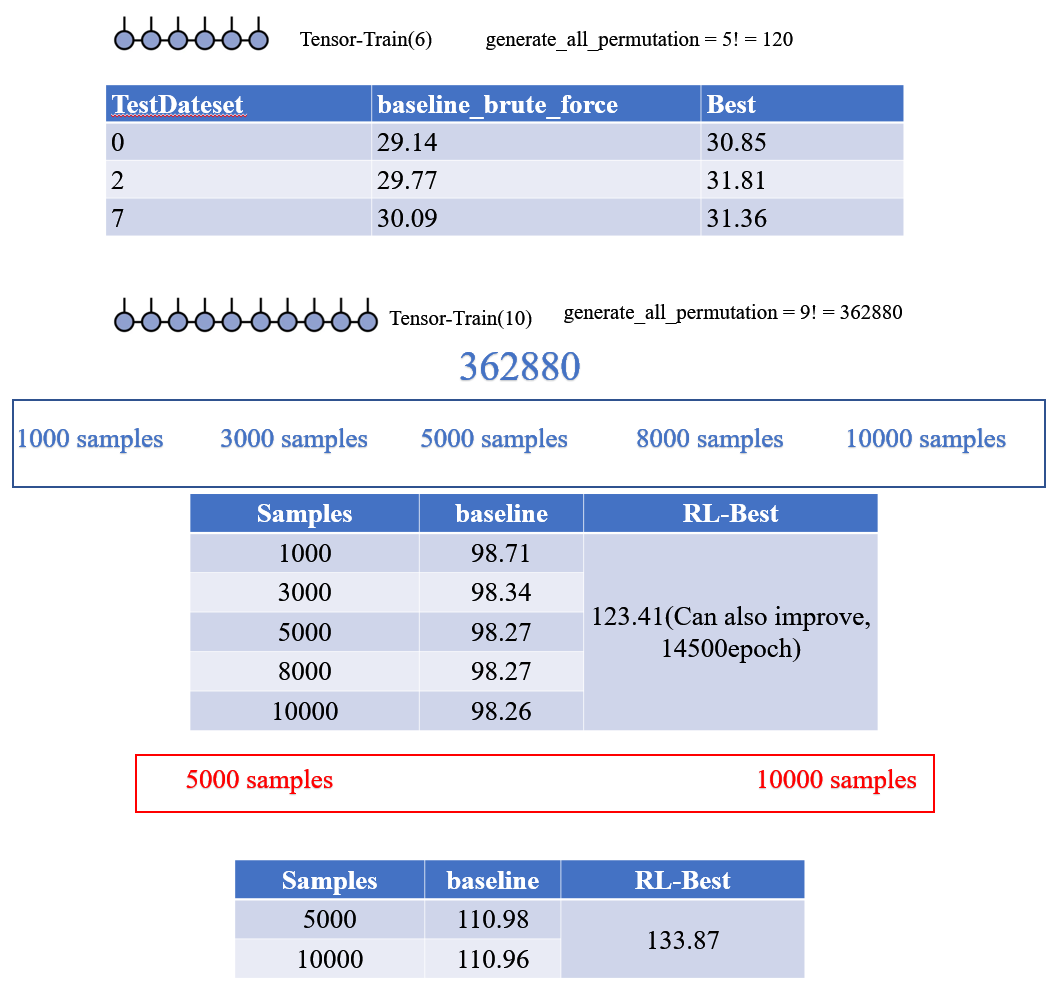 Tensor-Train(6) generate_all_permutation = 5! = 120
TestDateset baseline_brute_force Best
0 29.14 30.85
2 29.77 31.81
7 30.09 31.36
Tensor-Train(10) generate_all_permutation = 9! = 362880
362880
1000 samples 3000 samples 5000 samples 8000 samples 10000 samples
Samples baseline RL-Best
1000 98.71
3000 98.34
5000 98.27
8000 98.27
10000 98.26
123.41(Can also improve,
14500epoch)
5000 samples 10000 samples
Samples baseline RL-Best
5000 110.98
10000 110.96
133.87